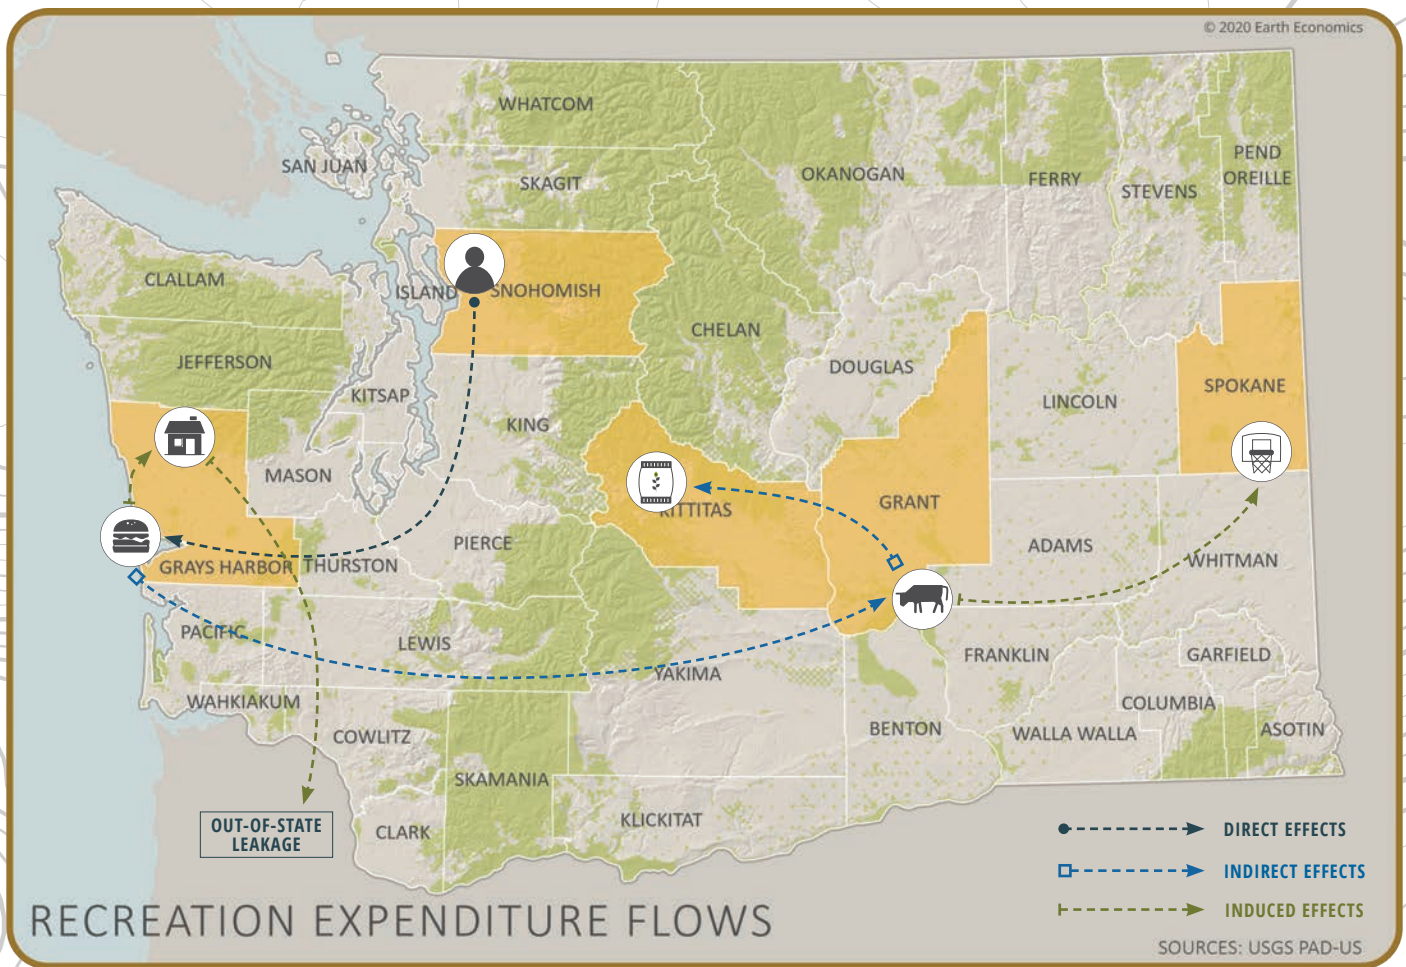 © 2020 Earth Economics
WHATCOM
SAN JUAN
SKAGIT
OKANOGAN
FERRY
STEVENS
PEND
OREILLE
CLALLAM
ISLAND
SNOHOMISH
CHELAN
JEFFERSON
KITSAP
DOUGLAS
SPOKANE
LINCOLN
KING
MASON
KITTITAS
GRANT
GRAYS HARBOR
THURSTON
PIERCE
ADAMS
WHITMAN
PACIFIC
LEWIS
YAKIMA
FRANKLIN
GARFIELD
WAHKIAKUM
COWLITZ
BENTON
COLUMBIA
WALLA WALLA
ASOTIN
SKAMANIA
KLICKITAT
CLARK
OUT-OF-STATE
LEAKAGE
DIRECT EFFECTS
INDIRECT EFFECTS
INDUCED EFFECTS
RECREATION EXPENDITURE FLOWS
SOURCES: USGS PAD-US